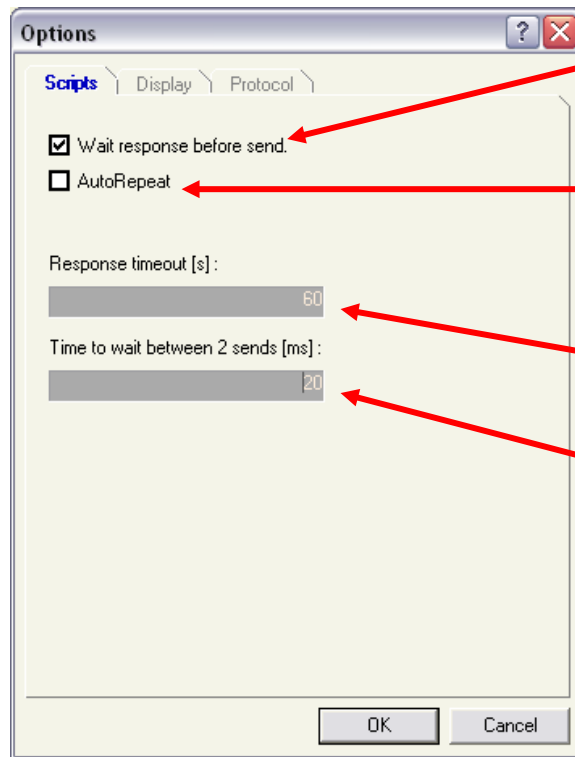 Options
Scripts Display Protocol
Wait response before send.
AutoRepeat
Response timeout [s] :
60
Time to wait between 2 sends [ms] :
20
OK Cancel